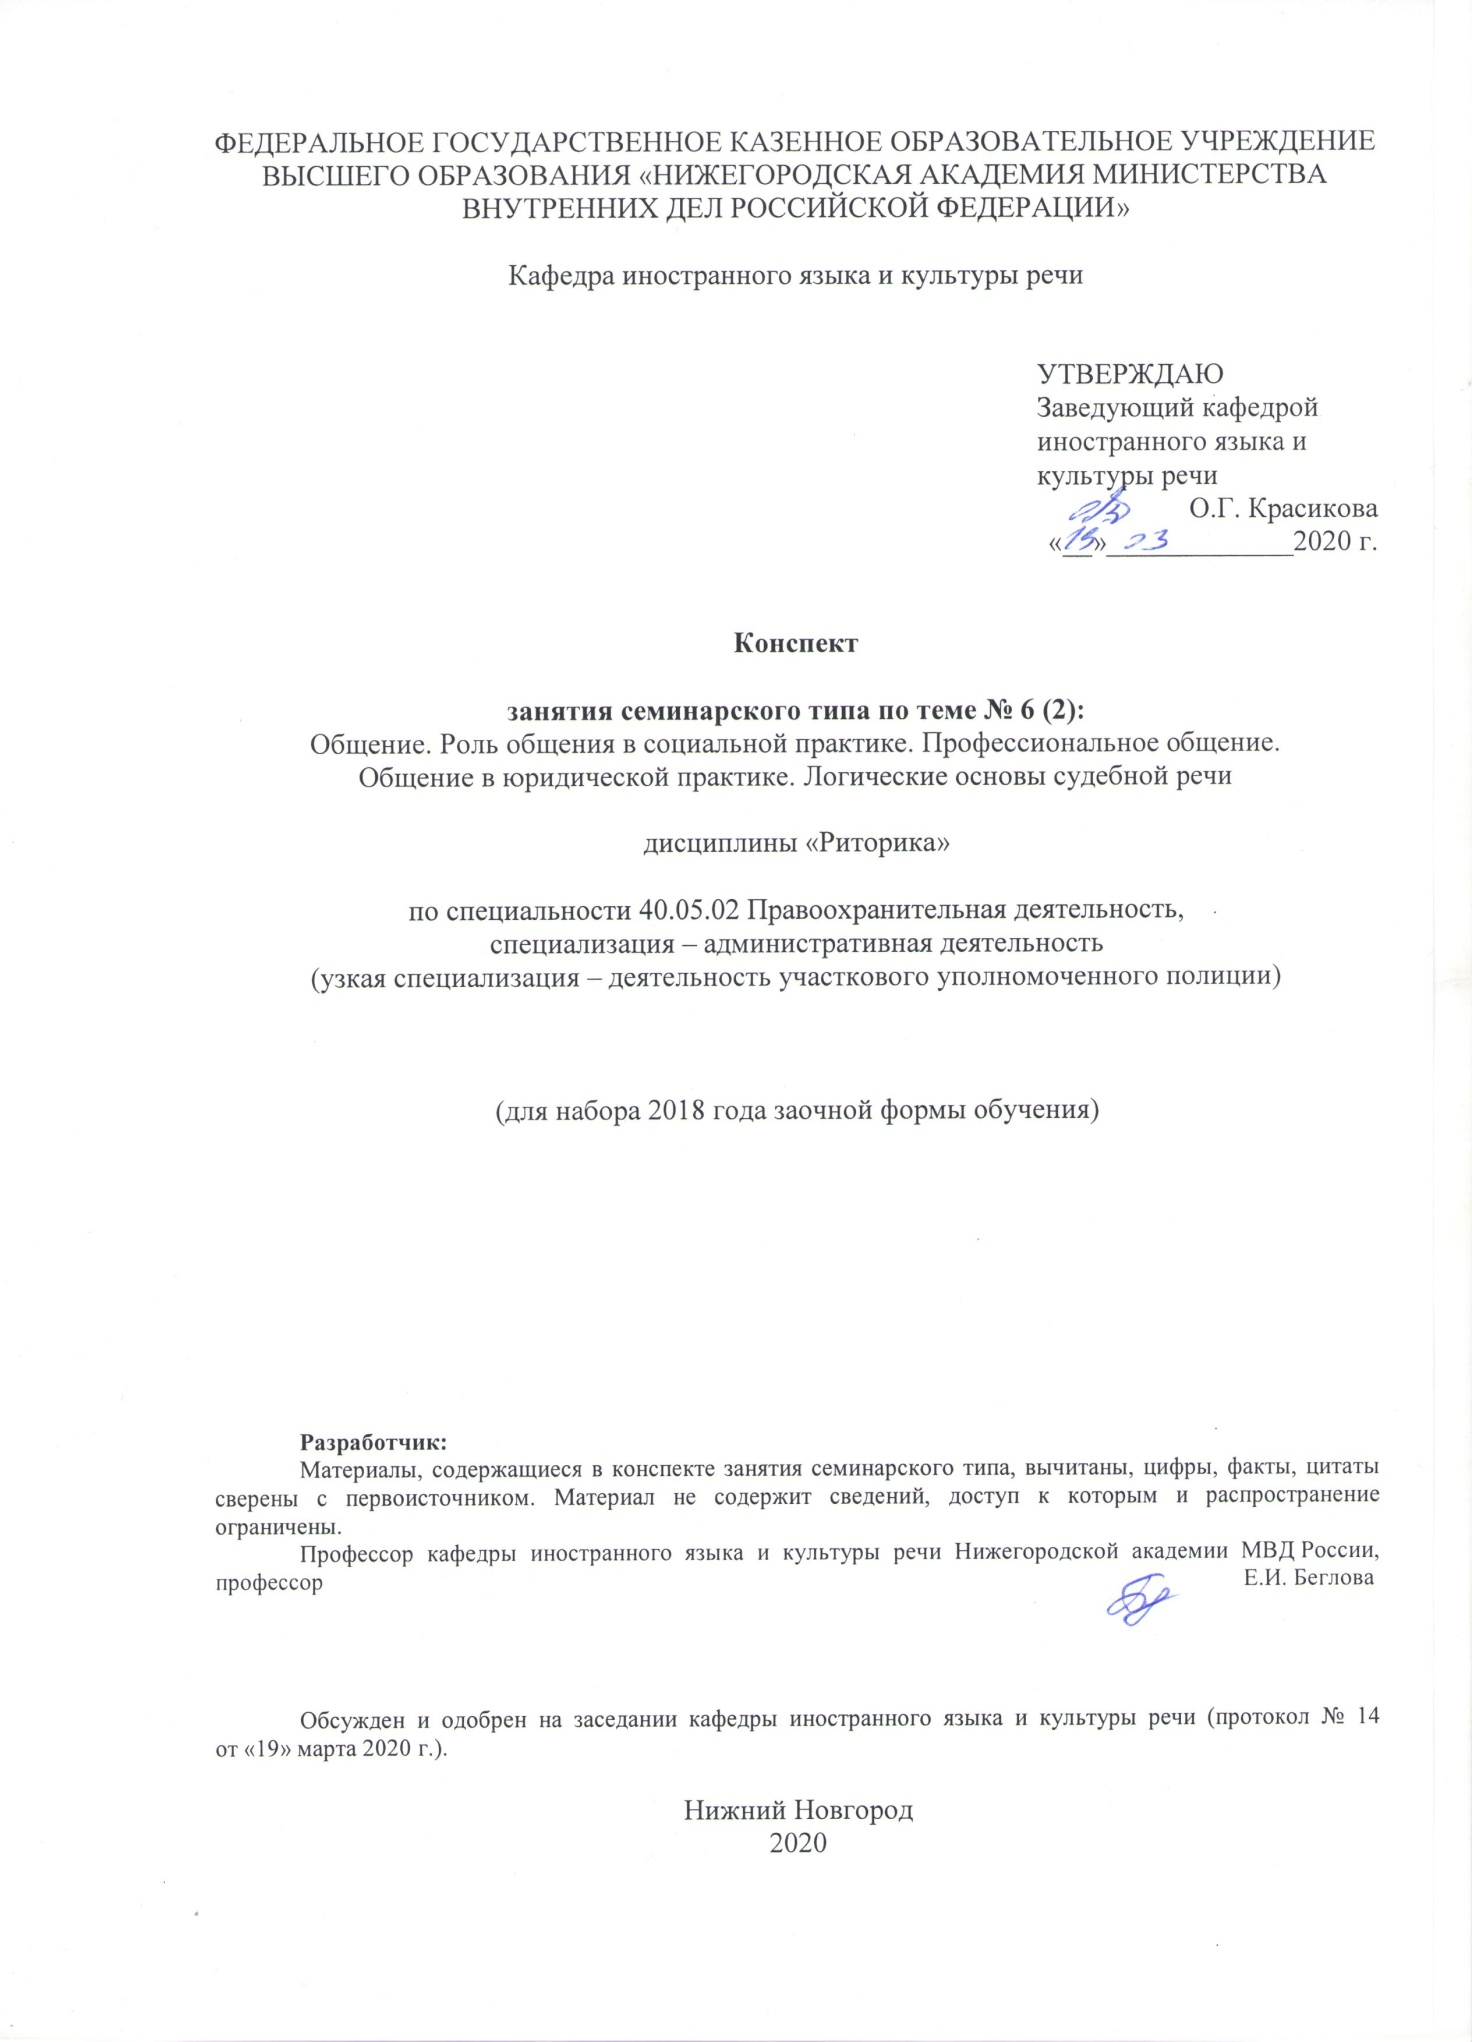 ФЕДЕРАЛЬНОЕ ГОСУДАРСТВЕННОЕ КАЗЕННОЕ ОБРАЗОВАТЕЛЬНОЕ УЧРЕЖДЕНИЕ
ВЫСШЕГО ОБРАЗОВАНИЯ «НИЖЕГОРОДСКАЯ АКАДЕМИЯ МИНИСТЕРСТВА
ВНУТРЕННИХ ДЕЛ РОССИЙСКОЙ ФЕДЕРАЦИИ»
Кафедра иностранного языка и культуры речи
УТВЕРЖДАЮ
Заведующий кафедрой
иностранного языка и
культуры речи
О.Г. Красикова
«__» 03 2020 г.
Конспект
занятия семинарского типа по теме № 6 (2):
Общение. Роль общения в социальной практике. Профессиональное общение.
Общение в юридической практике. Логические основы судебной речи
дисциплины «Риторика»
по специальности 40.05.02 Правоохранительная деятельность,
специализация – административная деятельность
(узкая специализация – деятельность участкового уполномоченного полиции)
(для набора 2018 года заочной формы обучения)
Разработчик:
Материалы, содержащиеся в конспекте занятия семинарского типа, вычитаны, цифры, факты, цитаты
сверены с первоисточником. Материал не содержит сведений, доступ к которым и распространение
ограничены.
Профессор кафедры иностранного языка и культуры речи Нижегородской академии МВД России,
профессор Е.И. Беглова
Обсужден и одобрен на заседании кафедры иностранного языка и культуры речи (протокол № 14
от «19» марта 2020 г.).
Нижний Новгород
2020